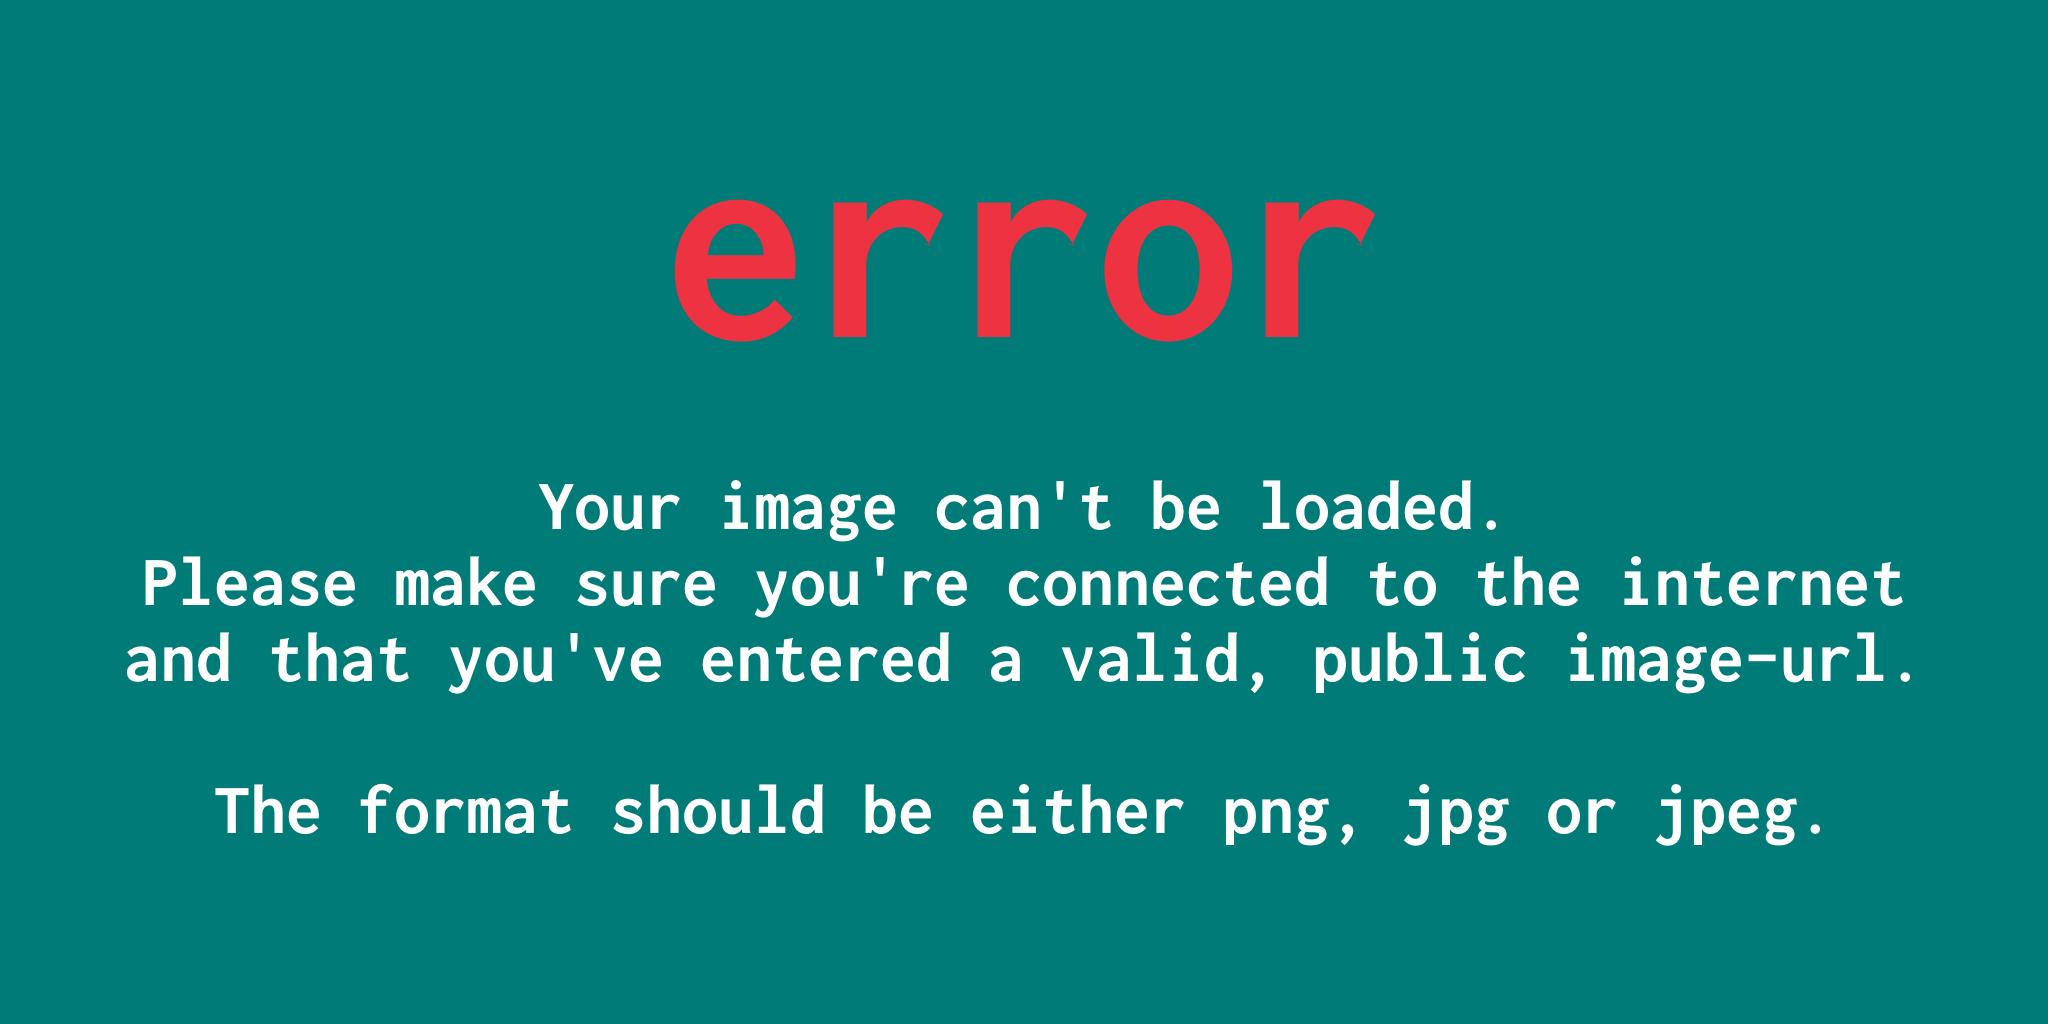 error
Your image can't be loaded.
Please make sure you're connected to the internet
and that you've entered a valid, public image-url.
The format should be either png, jpg or jpeg.